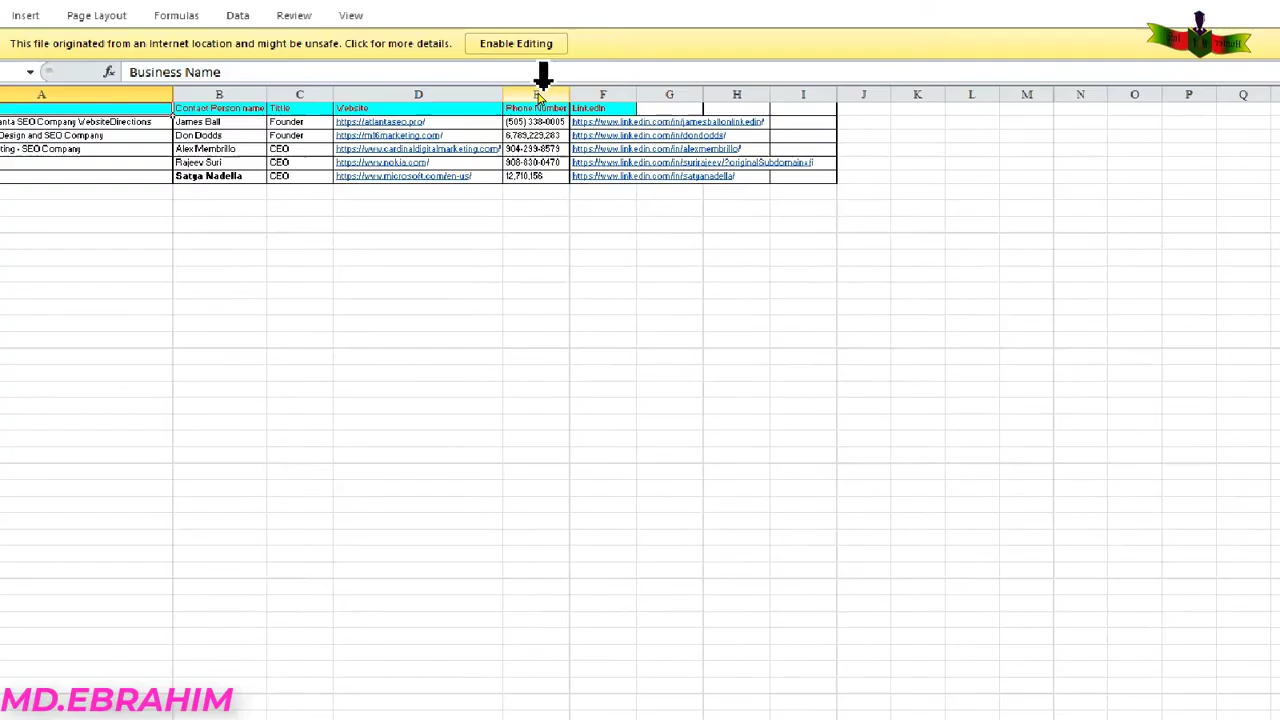 Insert Page Layout Formulas Data Review View
This file originated from an Internet location and might be unsafe. Click for more details. Enable Editing
fx Business Name
A B C D F G H I J K L M N O P Q
Contact Person name Tittle Website Phone Number LinkedIn
anta SEO Company WebsiteDirections James Ball Founder https://atlantaseo.pro/ (505) 338-0005 https://www.linkedin.com/in/jamesballonlinkedin/
Design and SEO Company Don Dodds Founder https://m16marketing.com/ 6,789,229,283 https://www.linkedin.com/in/dondodds/
ting - SEO Company Alex Membrillo CEO https://www.cardinaldigitalmarketing.com/ 904-299-8579 https://www.linkedin.com/in/alexmembrillo/
Rajeev Suri CEO https://www.nokia.com/ 908-630-0470 https://www.linkedin.com/in/surirajeev/?originalSubdomain=fi
Satya Nadella CEO https://www.microsoft.com/en-us/ 12,710,156 https://www.linkedin.com/in/satyanadella/
MD.EBRAHIM